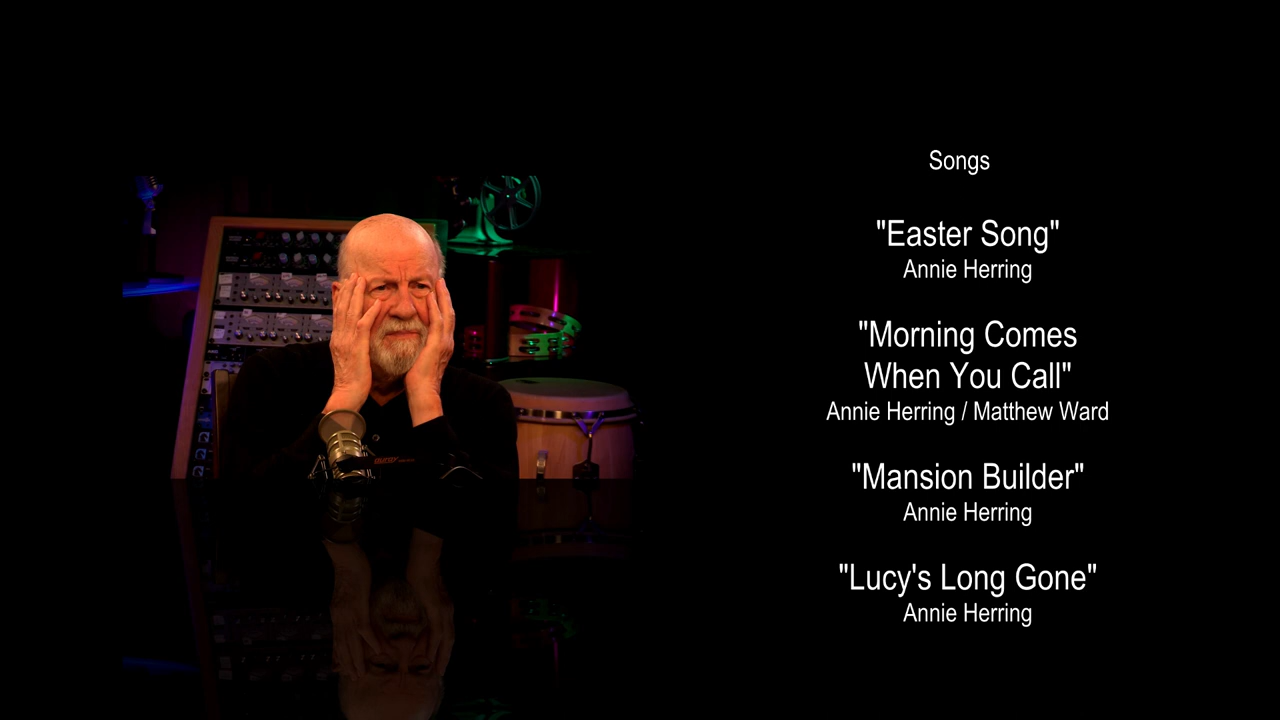 Songs
"Easter Song"
Annie Herring
"Morning Comes
When You Call"
Annie Herring / Matthew Ward
"Mansion Builder"
Annie Herring
"Lucy's Long Gone"
Annie Herring